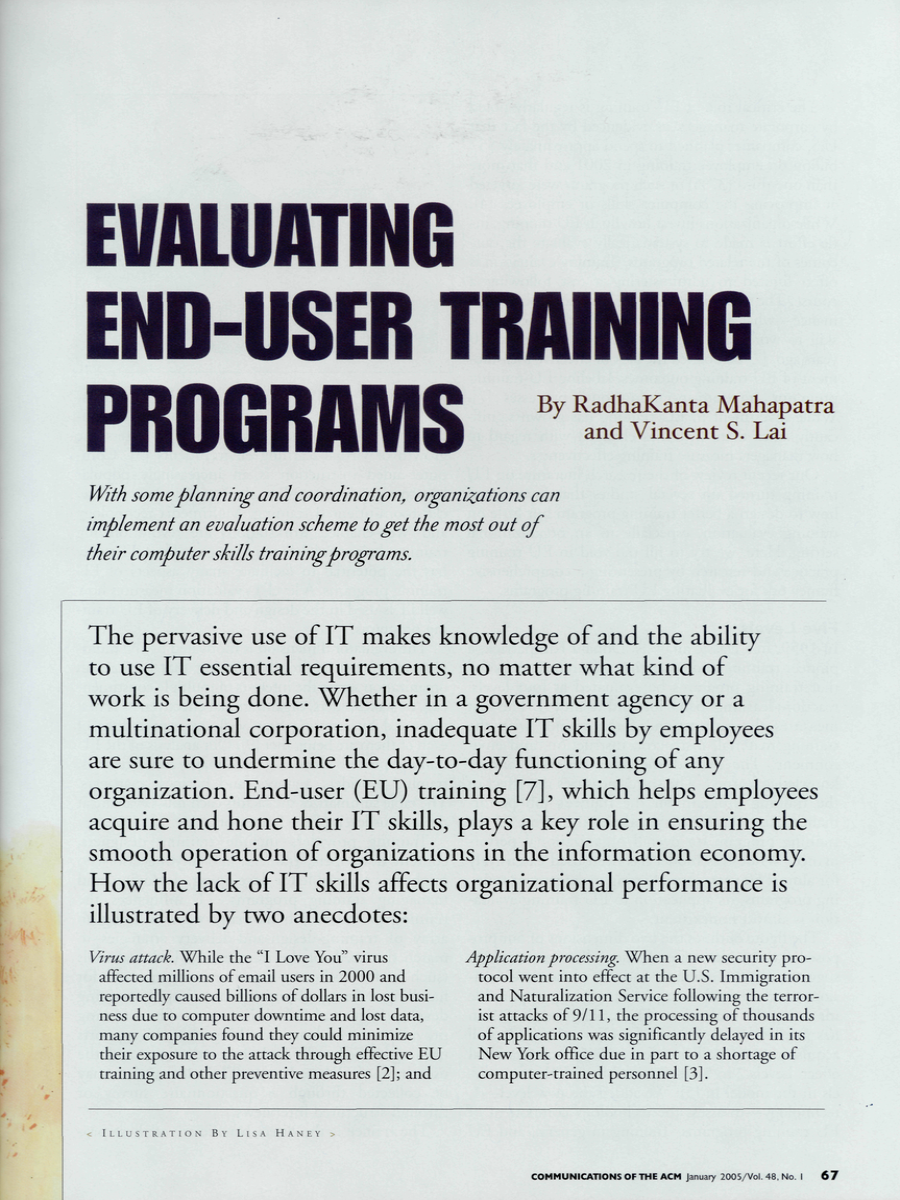 EVALUATING
END-USER TRAINING
PROGRAMS
By RadhaKanta Mahapatra
and Vincent S. Lai
With some planning and coordination, organizations can
implement an evaluation scheme to get the most out of
their computer skills training programs.
The pervasive use of IT makes knowledge of and the ability
to use IT essential requirements, no matter what kind of
work is being done. Whether in a government agency or a
multinational corporation, inadequate IT skills by employees
are sure to undermine the day-to-day functioning of any
organization. End-user (EU) training [7], which helps employees
acquire and hone their IT skills, plays a key role in ensuring the
smooth operation of organizations in the information economy.
How the lack of IT skills affects organizational performance is
illustrated by two anecdotes:
Virus attack. While the “I Love You” virus
affected millions of email users in 2000 and
reportedly caused billions of dollars in lost busi-
ness due to computer downtime and lost data,
many companies found they could minimize
their exposure to the attack through effective EU
training and other preventive measures [2]; and
Application processing. When a new security pro-
tocol went into effect at the U.S. Immigration
and Naturalization Service following the terror-
ist attacks of 9/11, the processing of thousands
of applications was significantly delayed in its
New York office due in part to a shortage of
computer-trained personnel [3].
< ILLUSTRATION BY LISA HANEY >
COMMUNICATIONS OF THE ACM January 2005/Vol. 48, No. 1 67